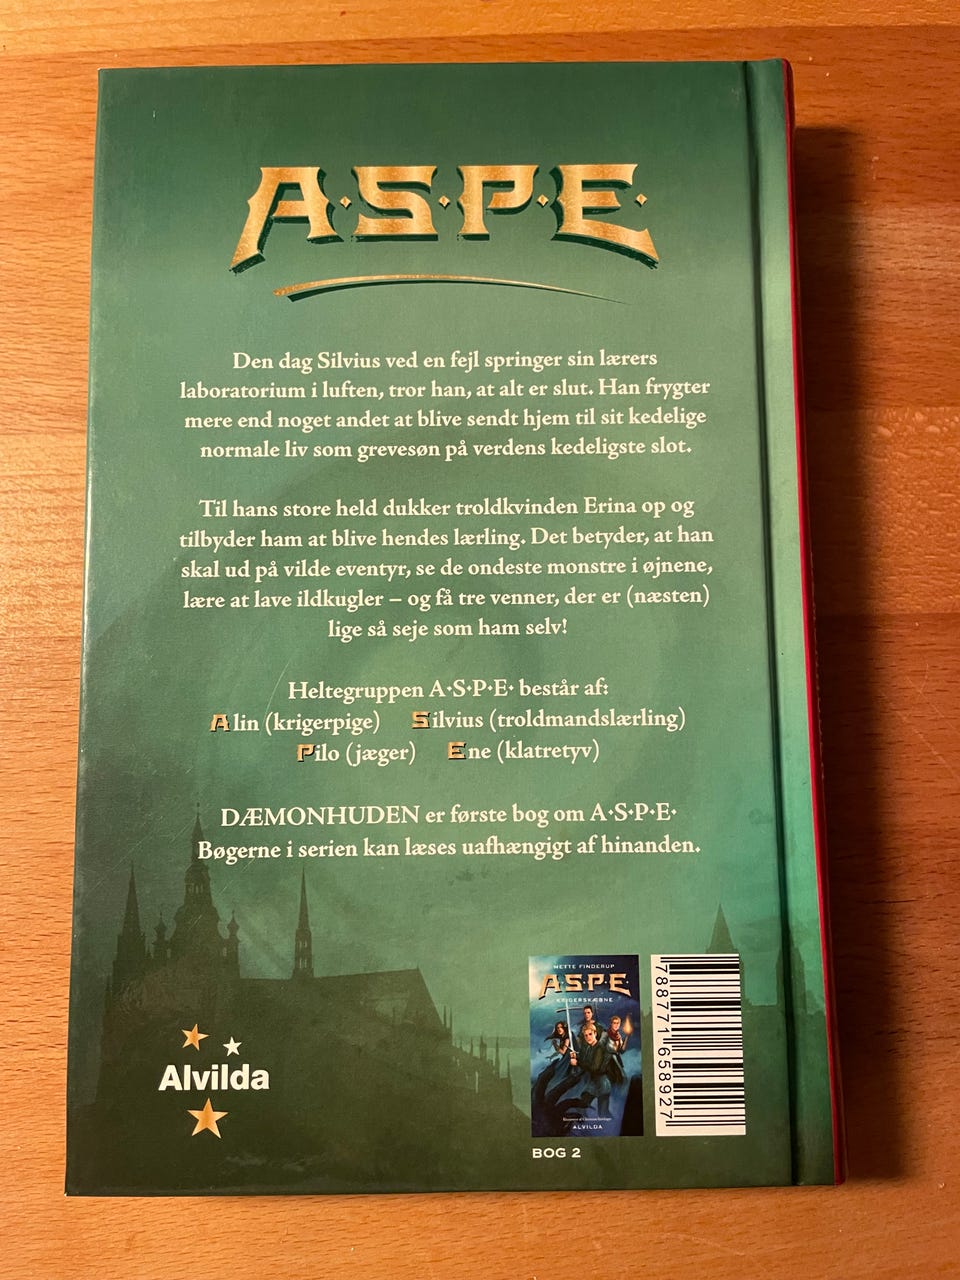 A·S·P·E·
Den dag Silvius ved en fejl springer sin lærers
laboratorium i luften, tror han, at alt er slut. Han frygter
mere end noget andet at blive sendt hjem til sit kedelige
normale liv som grevesøn på verdens kedeligste slot.
Til hans store held dukker troldkvinden Erina op og
tilbyder ham at blive hendes lærling. Det betyder, at han
skal ud på vilde eventyr, se de ondeste monstre i øjnene,
lære at lave ildkugler – og få tre venner, der er (næsten)
lige så seje som ham selv!
Heltegruppen A·S·P·E· består af:
Alin (krigerpige) Silvius (troldmandslærling)
Pilo (jæger) Ene (klatretyv)
DÆMONHUDEN er første bog om A·S·P·E·
Bøgerne i serien kan læses uafhængigt af hinanden.
Alvilda
METTE FINDERUP
A·S·P·E·
KRIGERSKÆBNE
ALVILDA
BOG 2
788771658927